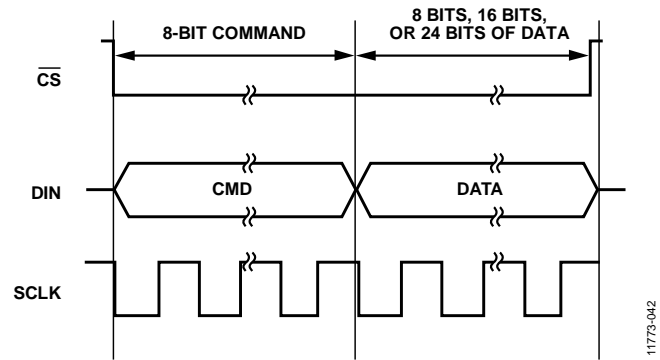 8-BIT COMMAND
8 BITS, 16 BITS,
OR 24 BITS OF DATA
CS
DIN
CMD
DATA
SCLK
11773-042